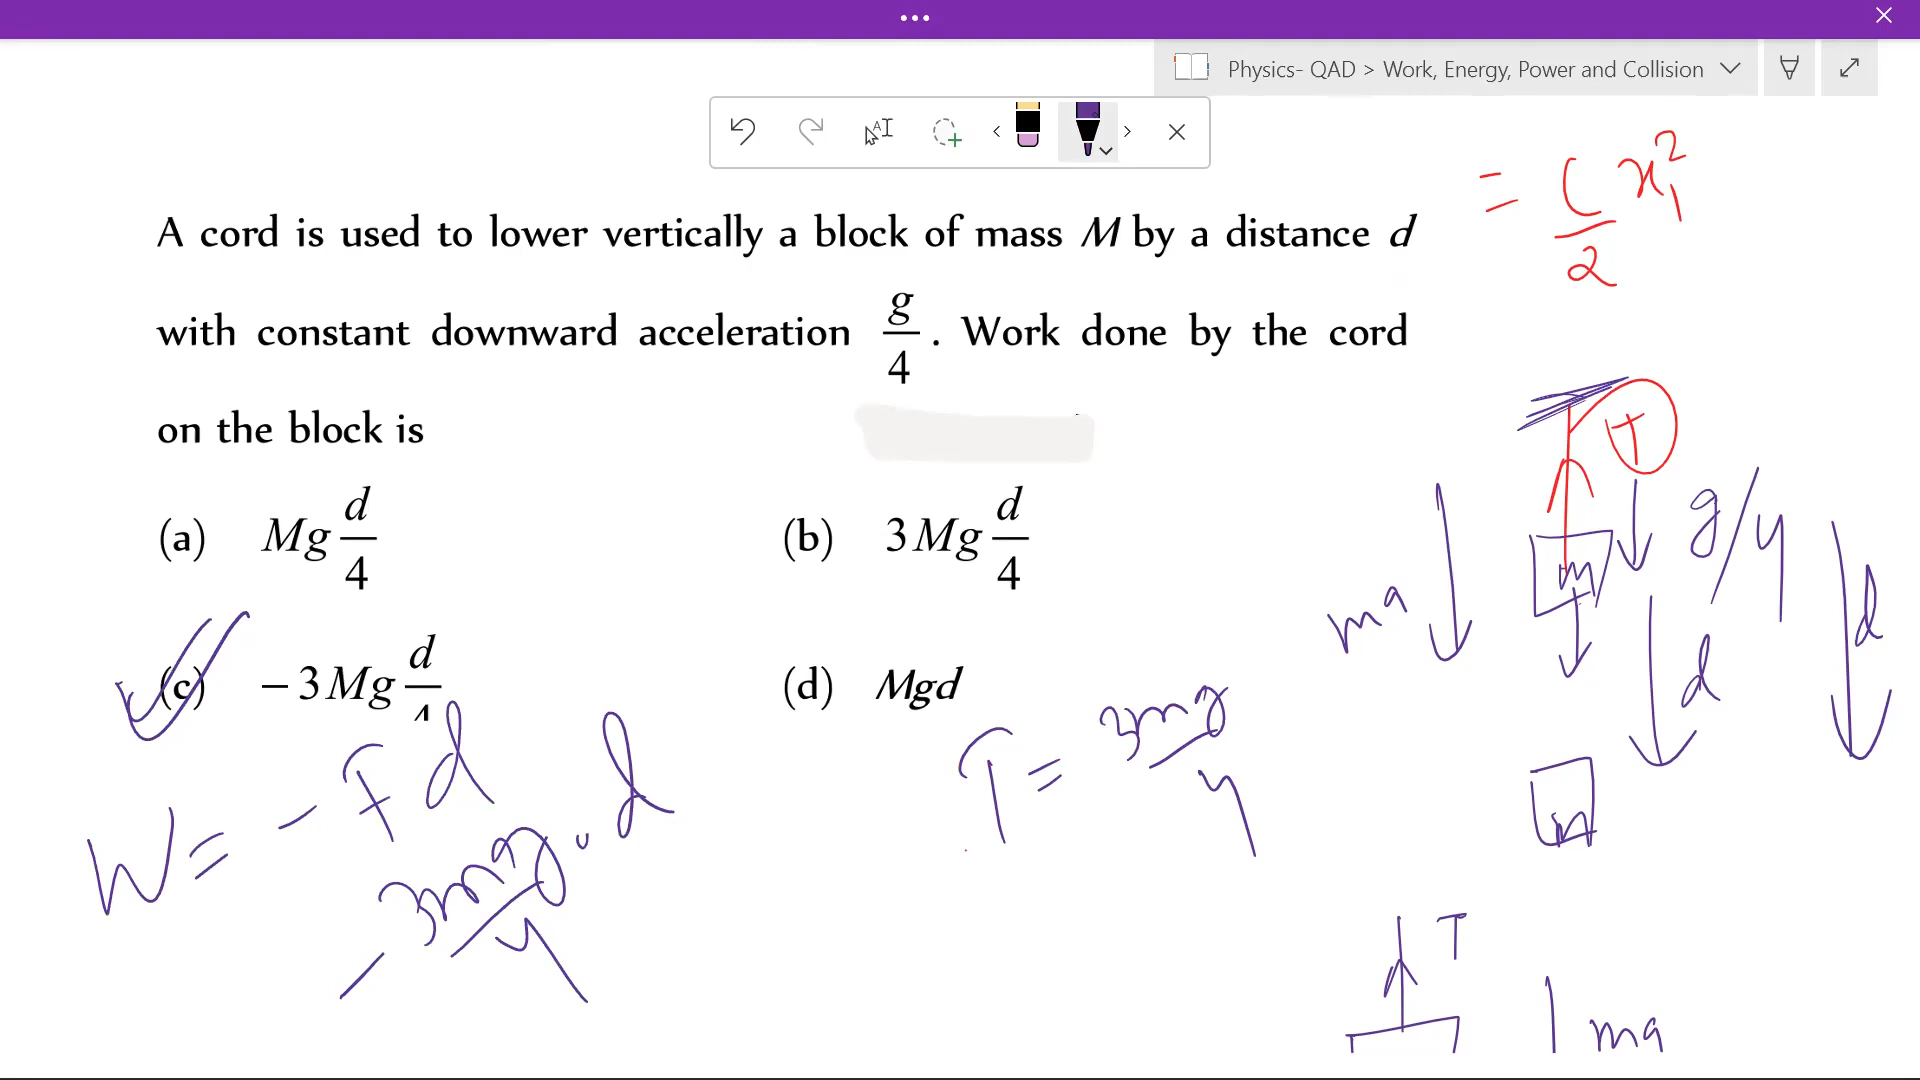 Physics- QAD > Work, Energy, Power and Collision
= C/2 x₁²
A cord is used to lower vertically a block of mass M by a distance d
with constant downward acceleration g/4 . Work done by the cord
on the block is
(a) Mg d/4
(b) 3Mg d/4
(c) – 3Mg d/4
(d) Mgd
T
m
g/4
ma
d
d
T = 3mg/4
W = - F d
- 3mg/4 . d
m
T
ma